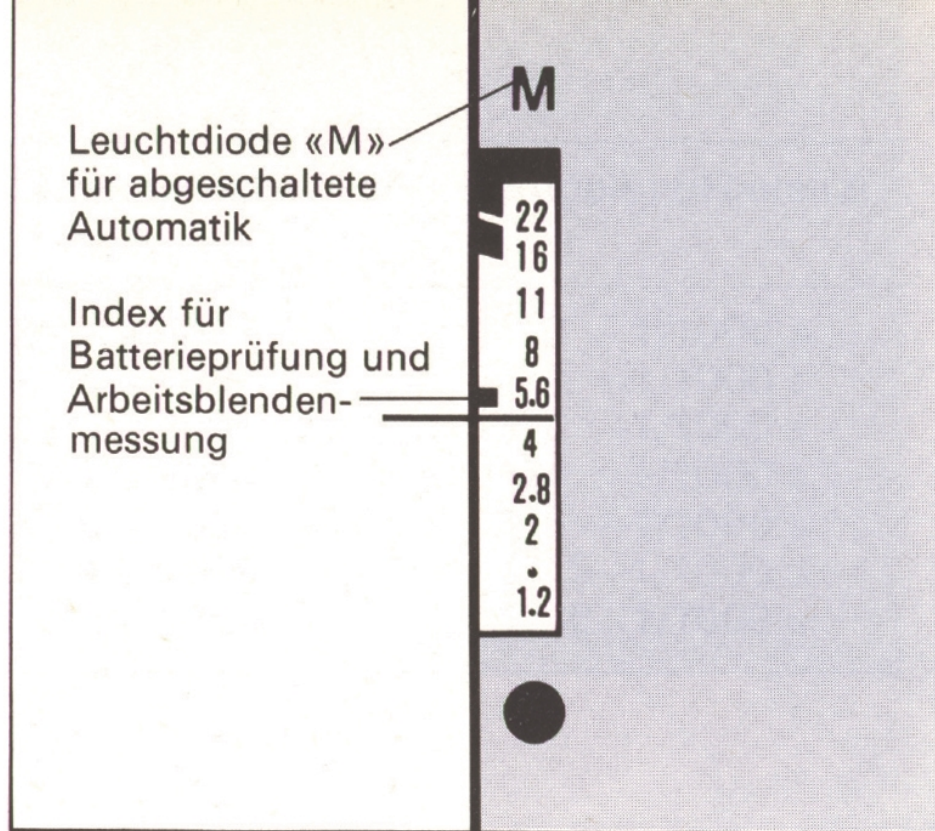 Leuchtdiode «M»
für abgeschaltete
Automatik
Index für
Batterieprüfung und
Arbeitsblenden-
messung
M
22
16
11
8
5.6
4
2.8
2
.
1.2